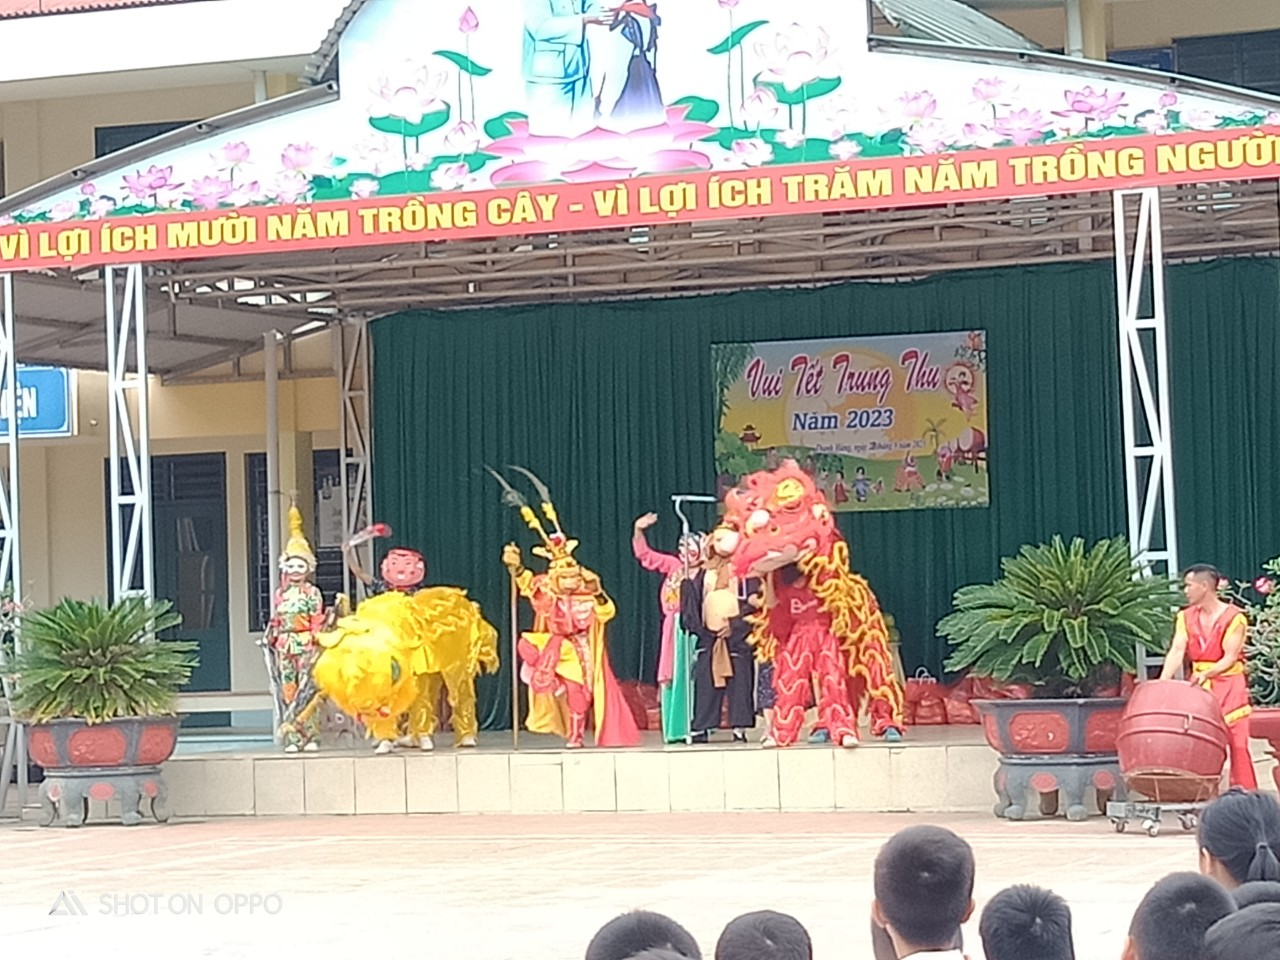 VÌ LỢI ÍCH MƯỜI NĂM TRỒNG CÂY - VÌ LỢI ÍCH TRĂM NĂM TRỒNG NGƯỜI
Vui Tết Trung Thu
Năm 2023
SHOT ON OPPO